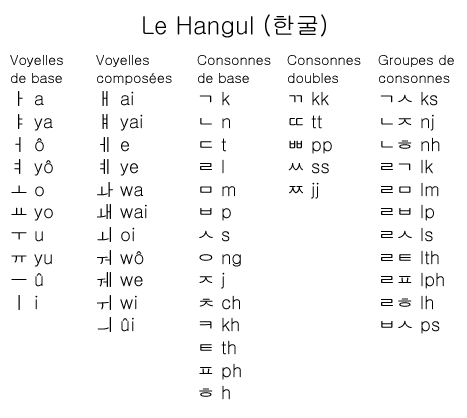 Le Hangul (한굴)
Voyelles
de base
ㅏ a
ㅑ ya
ㅓ ô
ㅕ yô
ㅗ o
ㅛ yo
ㅜ u
ㅠ yu
ㅡ û
ㅣ i
Voyelles
composées
ㅐ ai
ㅒ yai
ㅔ e
ㅖ ye
ㅘ wa
ㅙ wai
ㅚ oi
ㅝ wô
ㅞ we
ㅟ wi
ㅢ ûi
Consonnes
de base
ㄱ k
ㄴ n
ㄷ t
ㄹ l
ㅁ m
ㅂ p
ㅅ s
ㅇ ng
ㅈ j
ㅊ ch
ㅋ kh
ㅌ th
ㅍ ph
ㅎ h
Consonnes
doubles
ㄲ kk
ㄸ tt
ㅃ pp
ㅆ ss
ㅉ jj
Groupes de
consonnes
ㄱㅅ ks
ㄴㅈ nj
ㄴㅎ nh
ㄹㄱ lk
ㄹㅁ lm
ㄹㅂ lp
ㄹㅅ ls
ㄹㅌ lth
ㄹㅍ lph
ㄹㅎ lh
ㅂㅅ ps